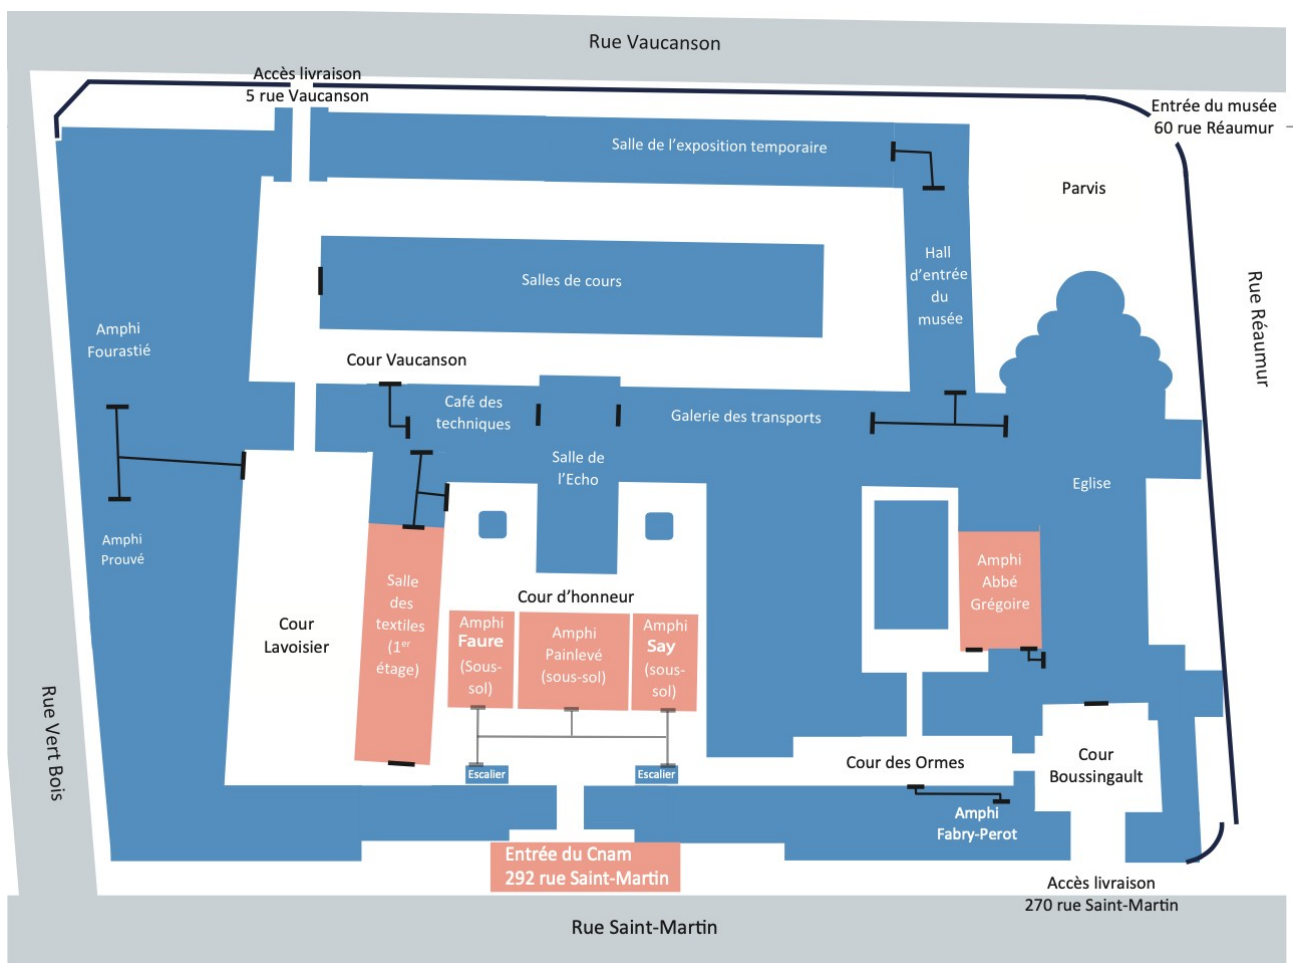 Rue Vaucanson
Accès livraison
5 rue Vaucanson
Entrée du musée
60 rue Réaumur
Salle de l’exposition temporaire
Parvis
Hall
d’entrée
du
musée
Salles de cours
Rue Réaumur
Amphi
Fourastié
Cour Vaucanson
Café des
techniques
Galerie des transports
Salle de
l’Echo
Eglise
Amphi
Prouvé
Amphi
Abbé
Grégoire
Salle
des
textiles
(1er
étage)
Cour d’honneur
Cour
Lavoisier
Amphi
Faure
(Sous-
sol)
Amphi
Painlevé
(sous-sol)
Amphi
Say
(sous-
sol)
Rue Vert Bois
Escalier
Escalier
Cour des Ormes
Cour
Boussingault
Amphi
Fabry-Perot
Entrée du Cnam
292 rue Saint-Martin
Accès livraison
270 rue Saint-Martin
Rue Saint-Martin